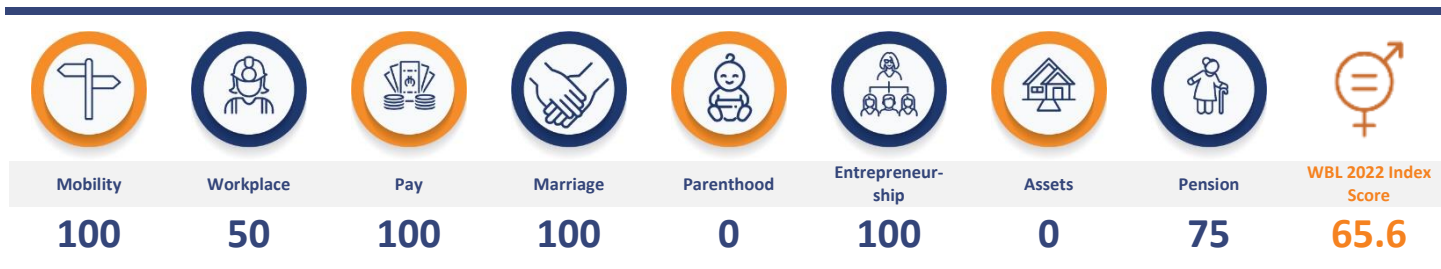 Mobility
Workplace
Pay
Marriage
Parenthood
Entrepreneur-
ship
Assets
Pension
WBL 2022 Index
Score
100
50
100
100
0
100
0
75
65.6